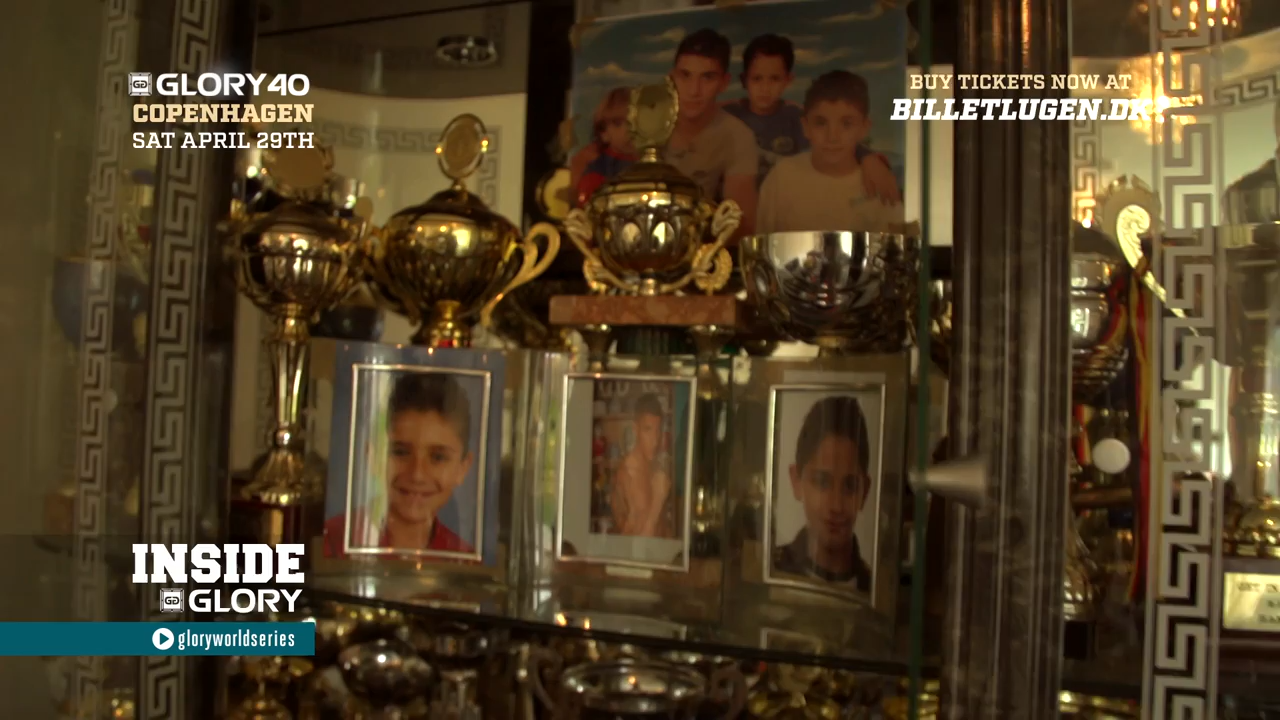 GLORY40
COPENHAGEN
SAT APRIL 29TH
BUY TICKETS NOW AT
BILLETLUGEN.DK
INSIDE
GLORY
gloryworldseries